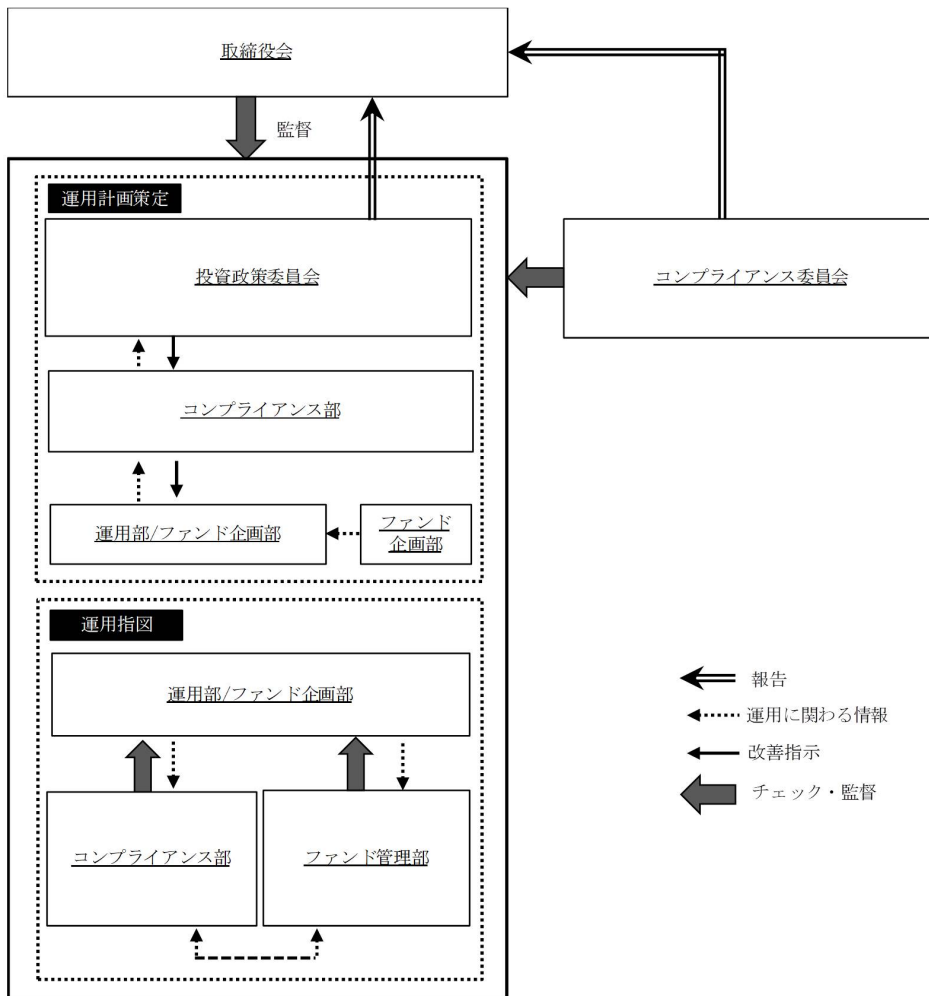 取締役会
監督
運用計画策定
投資政策委員会
コンプライアンス委員会
コンプライアンス部
運用部/ファンド企画部
ファンド
企画部
運用指図
運用部/ファンド企画部
コンプライアンス部
ファンド管理部
報告
運用に関わる情報
改善指示
チェック・監督